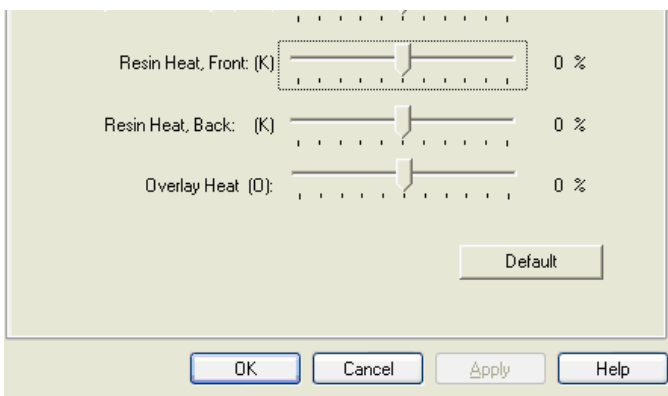 Resin Heat, Front: (K) 0 %
Resin Heat, Back: (K) 0 %
Overlay Heat (O): 0 %
Default
OK Cancel Apply Help